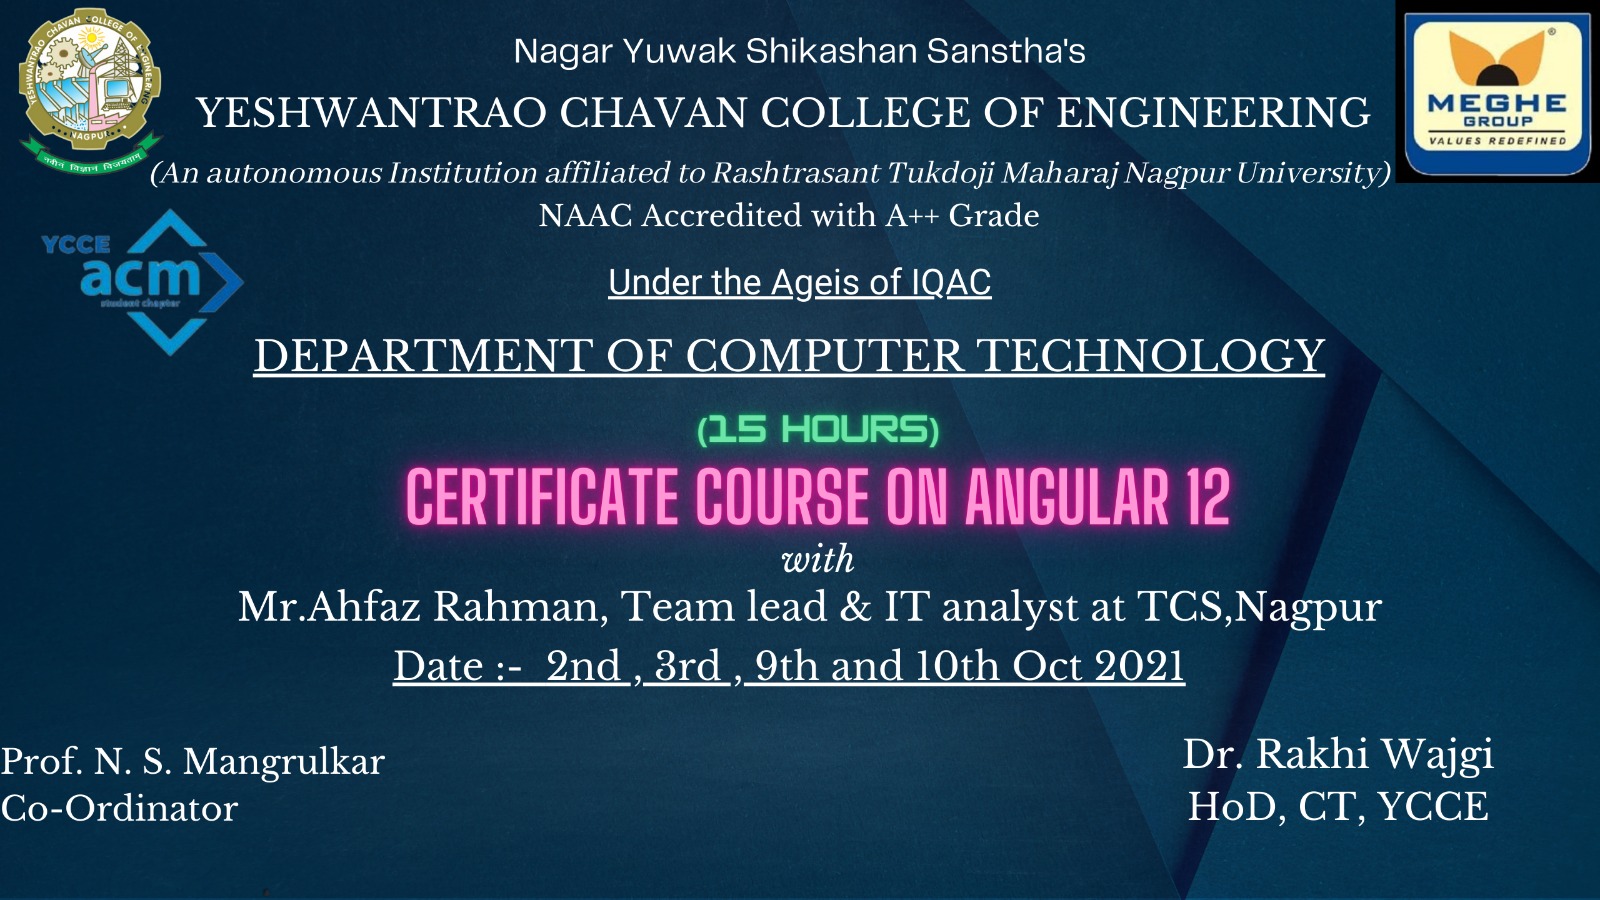 YESHWANTRAO CHAVAN COLLEGE OF ENGINEERING
NAGPUR
नवीन विज्ञान विजयताम्
Nagar Yuwak Shikashan Sanstha's
YESHWANTRAO CHAVAN COLLEGE OF ENGINEERING
(An autonomous Institution affiliated to Rashtrasant Tukdoji Maharaj Nagpur University)
NAAC Accredited with A++ Grade
®
MEGHE
GROUP
VALUES REDEFINED
YCCE
acm
student chapter
Under the Ageis of IQAC
DEPARTMENT OF COMPUTER TECHNOLOGY
(15 HOURS)
CERTIFICATE COURSE ON ANGULAR 12
with
Mr.Ahfaz Rahman, Team lead & IT analyst at TCS,Nagpur
Date :-  2nd , 3rd , 9th and 10th Oct 2021
Prof. N. S. Mangrulkar
Co-Ordinator
Dr. Rakhi Wajgi
HoD, CT, YCCE